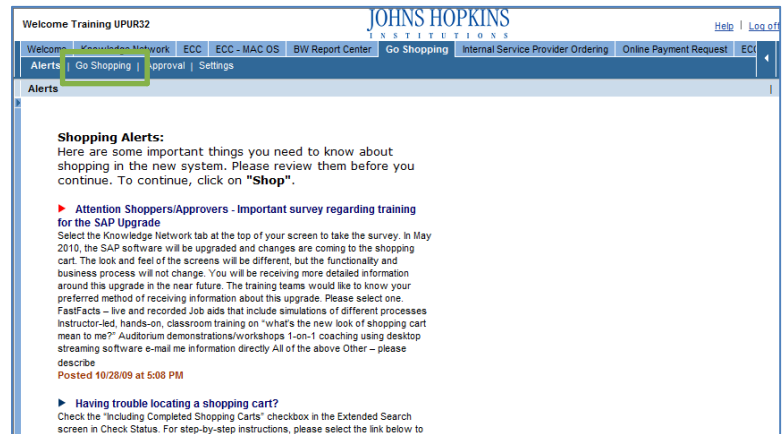 Welcome Training UPUR32
JOHNS HOPKINS
INSTITUTIONS
Help | Log off
Welcome Knowledge Network ECC ECC - MAC OS BW Report Center Go Shopping Internal Service Provider Ordering Online Payment Request ECC
Alerts | Go Shopping | Approval | Settings
Alerts
Shopping Alerts:
Here are some important things you need to know about
shopping in the new system. Please review them before you
continue. To continue, click on "Shop".
Attention Shoppers/Approvers - Important survey regarding training
for the SAP Upgrade
Select the Knowledge Network tab at the top of your screen to take the survey. In May
2010, the SAP software will be upgraded and changes are coming to the shopping
cart. The look and feel of the screens will be different, but the functionality and
business process will not change. You will be receiving more detailed information
around this upgrade in the near future. The training teams would like to know your
preferred method of receiving information about this upgrade. Please select one.
FastFacts – live and recorded Job aids that include simulations of different processes
Instructor-led, hands-on, classroom training on "what's the new look of shopping cart
mean to me?" Auditorium demonstrations/workshops 1-on-1 coaching using desktop
streaming software e-mail me information directly All of the above Other – please
describe
Posted 10/28/09 at 5:08 PM
Having trouble locating a shopping cart?
Check the "Including Completed Shopping Carts" checkbox in the Extended Search
screen in Check Status. For step-by-step instructions, please select the link below to